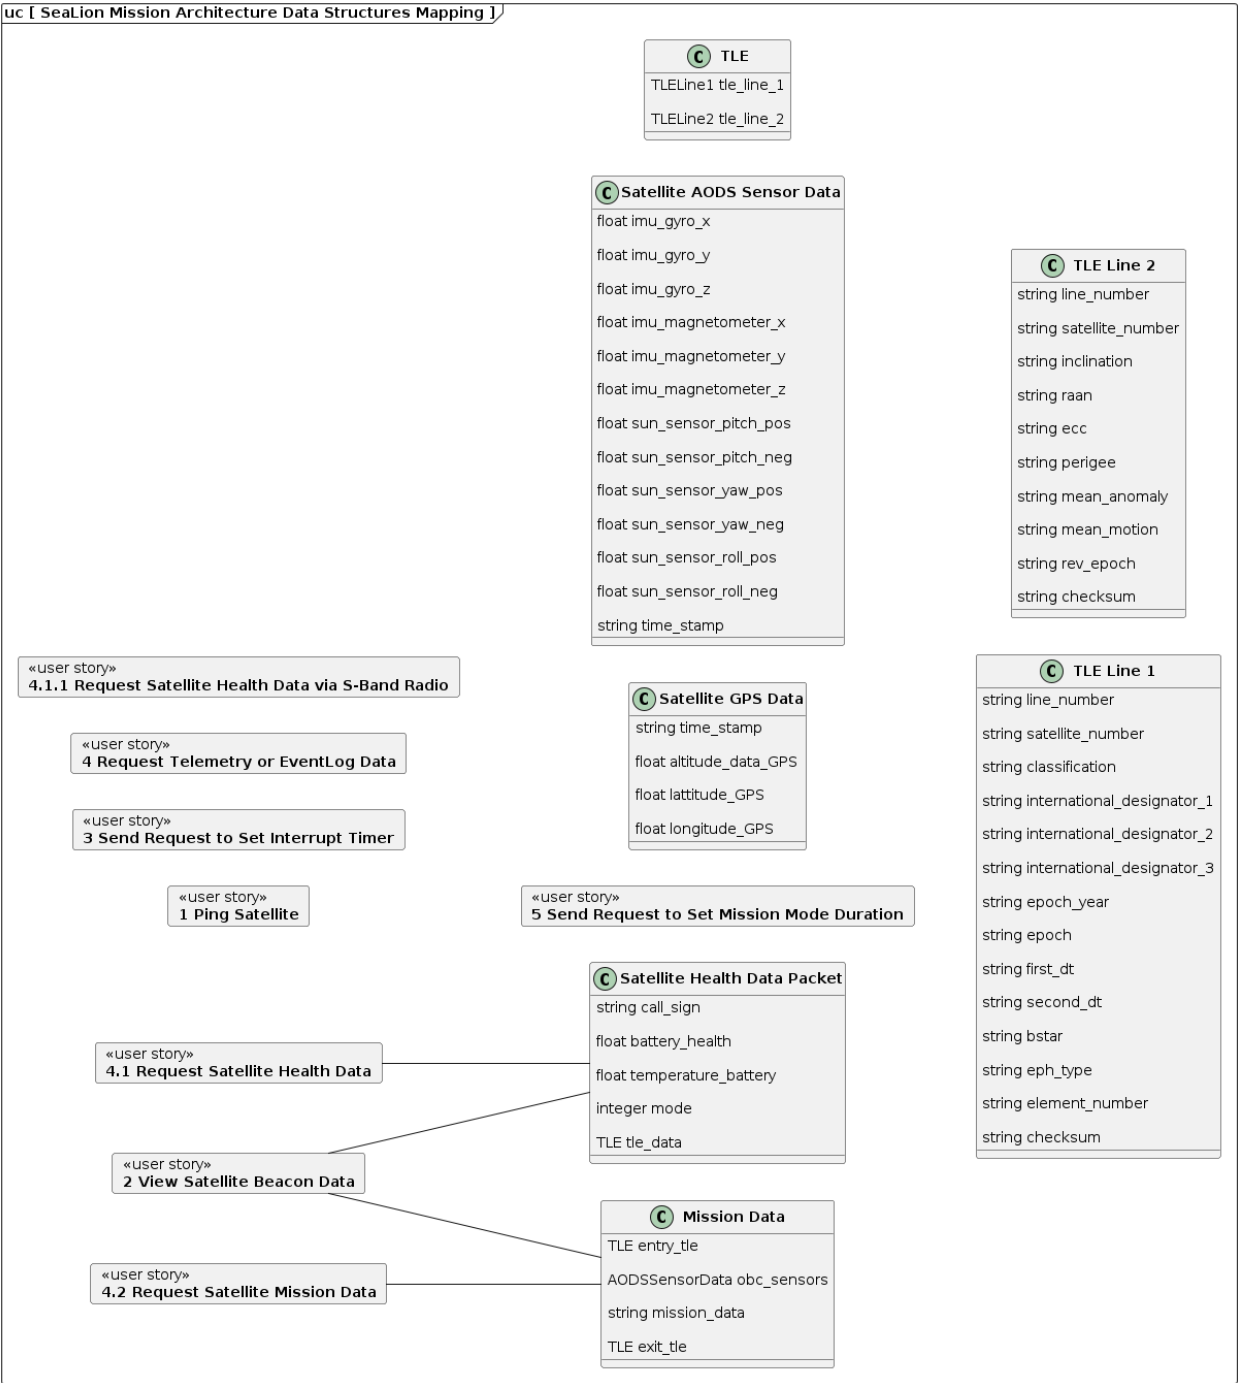 uc [ SeaLion Mission Architecture Data Structures Mapping ]
C TLE
TLELine1 tle_line_1
TLELine2 tle_line_2
C Satellite AODS Sensor Data
float imu_gyro_x
float imu_gyro_y
float imu_gyro_z
float imu_magnetometer_x
float imu_magnetometer_y
float imu_magnetometer_z
float sun_sensor_pitch_pos
float sun_sensor_pitch_neg
float sun_sensor_yaw_pos
float sun_sensor_yaw_neg
float sun_sensor_roll_pos
float sun_sensor_roll_neg
string time_stamp
C TLE Line 2
string line_number
string satellite_number
string inclination
string raan
string ecc
string perigee
string mean_anomaly
string mean_motion
string rev_epoch
string checksum
«user story»
4.1.1 Request Satellite Health Data via S-Band Radio
«user story»
4 Request Telemetry or EventLog Data
«user story»
3 Send Request to Set Interrupt Timer
«user story»
1 Ping Satellite
C Satellite GPS Data
string time_stamp
float altitude_data_GPS
float lattitude_GPS
float longitude_GPS
«user story»
5 Send Request to Set Mission Mode Duration
C TLE Line 1
string line_number
string satellite_number
string classification
string international_designator_1
string international_designator_2
string international_designator_3
string epoch_year
string epoch
string first_dt
string second_dt
string bstar
string eph_type
string element_number
string checksum
«user story»
4.1 Request Satellite Health Data
«user story»
2 View Satellite Beacon Data
«user story»
4.2 Request Satellite Mission Data
C Satellite Health Data Packet
string call_sign
float battery_health
float temperature_battery
integer mode
TLE tle_data
C Mission Data
TLE entry_tle
AODSSensorData obc_sensors
string mission_data
TLE exit_tle